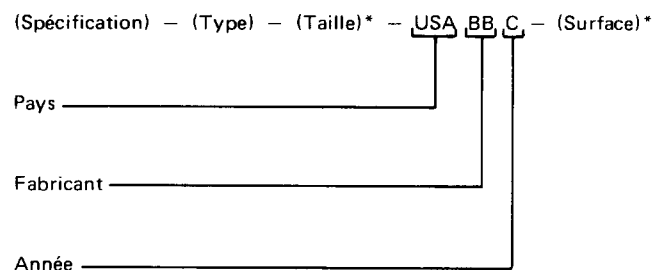 (Spécification) – (Type) – (Taille)* – USA BB C – (Surface)*
Pays
Fabricant
Année